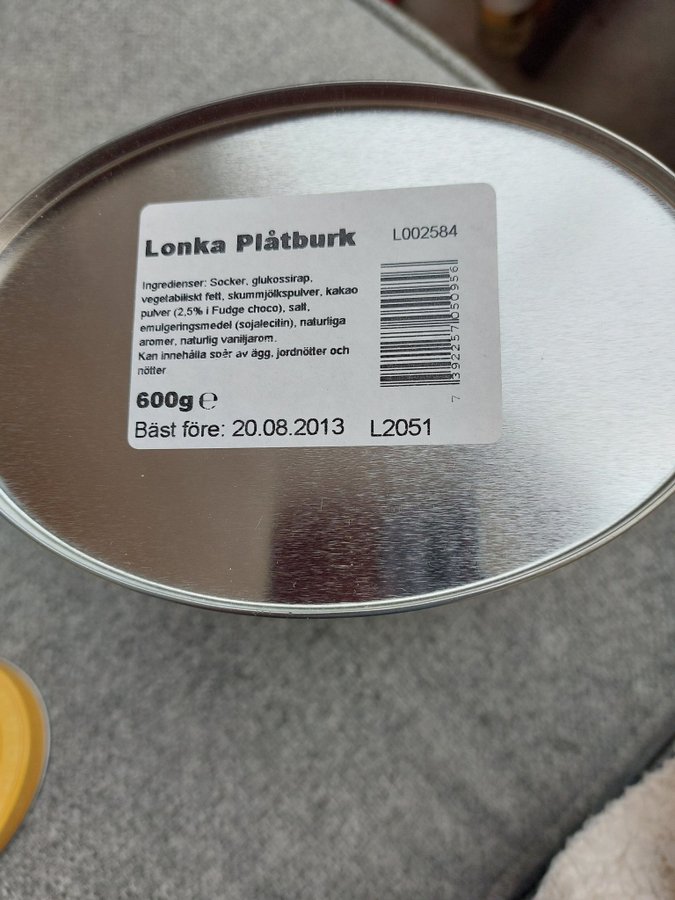 Lonka Plåtburk
L002584
Ingredienser: Socker, glukossirap,
vegetabiliskt fett, skummjölkspulver, kakao
pulver (2,5% i Fudge choco), salt,
emulgeringsmedel (sojalecitin), naturliga
aromer, naturlig vaniljarom.
Kan innehålla spår av ägg, jordnötter och
nötter
7 392257 050956
600g ℮
Bäst före: 20.08.2013 L2051